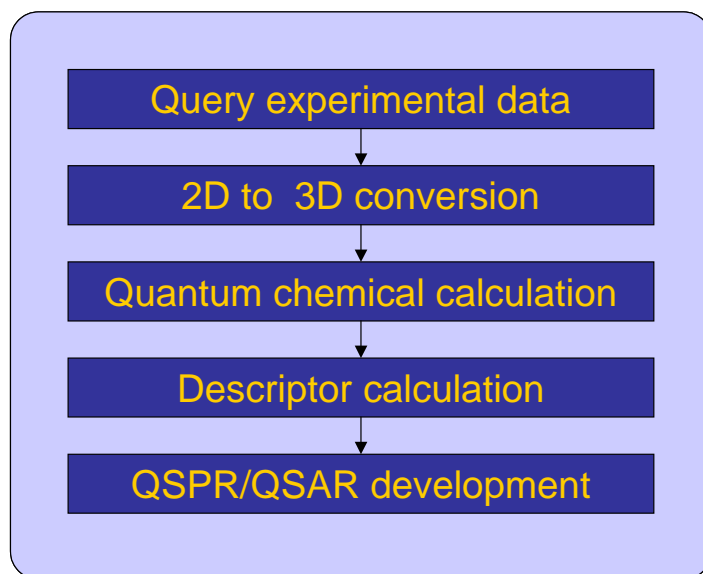 Query experimental data
2D to  3D conversion
Quantum chemical calculation
Descriptor calculation
QSPR/QSAR development